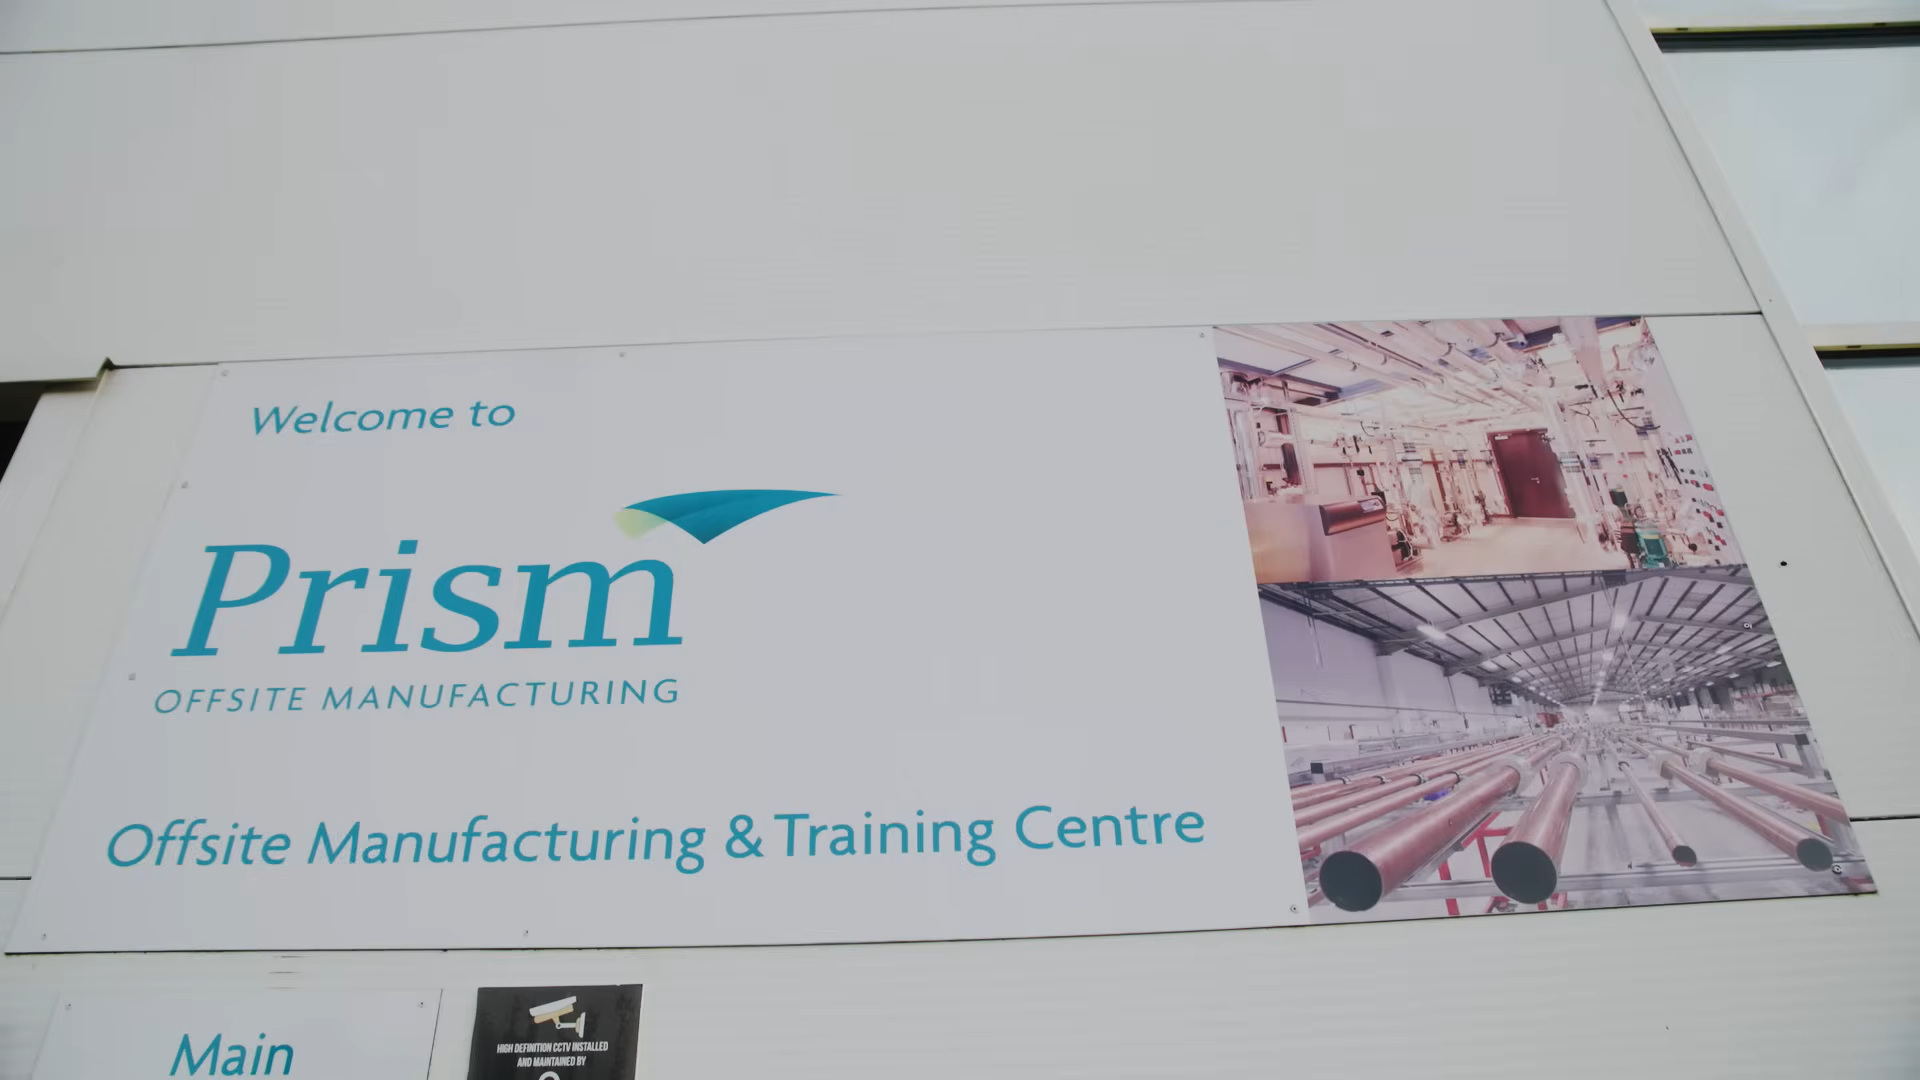 Welcome to
Prism
OFFSITE MANUFACTURING
Offsite Manufacturing & Training Centre
Main
HIGH DEFINITION CCTV INSTALLED
AND MAINTAINED BY